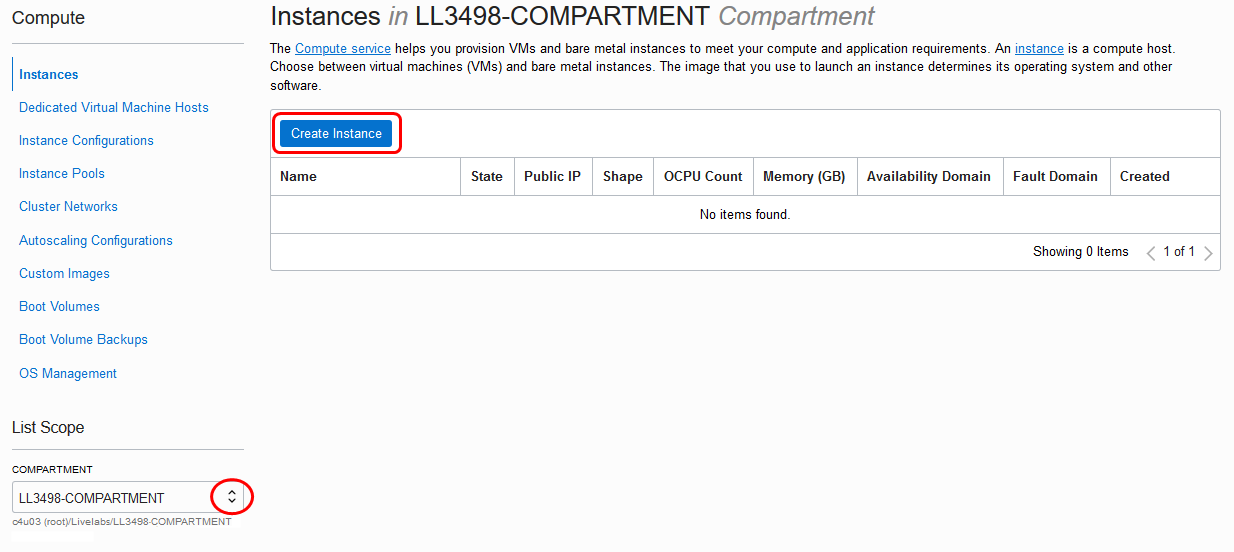 Compute
Instances
Dedicated Virtual Machine Hosts
Instance Configurations
Instance Pools
Cluster Networks
Autoscaling Configurations
Custom Images
Boot Volumes
Boot Volume Backups
OS Management
List Scope
COMPARTMENT
LL3498-COMPARTMENT
c4u03 (root)/Livelabs/LL3498-COMPARTMENT
Instances in LL3498-COMPARTMENT Compartment
The Compute service helps you provision VMs and bare metal instances to meet your compute and application requirements. An instance is a compute host.
Choose between virtual machines (VMs) and bare metal instances. The image that you use to launch an instance determines its operating system and other
software.
Create Instance
Name State Public IP Shape OCPU Count Memory (GB) Availability Domain Fault Domain Created
No items found.
Showing 0 Items 1 of 1